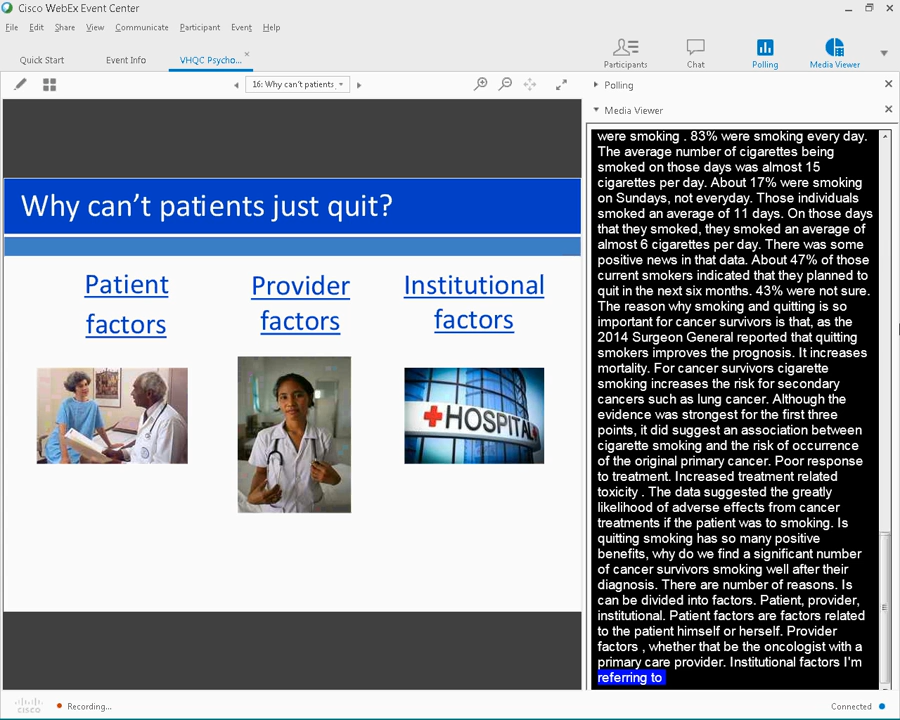 Cisco WebEx Event Center
File Edit Share View Communicate Participant Event Help
Quick Start Event Info VHQC Psycho...
Participants Chat Polling Media Viewer
16: Why can't patients
Why can't patients just quit?
Patient
factors
Provider
factors
Institutional
factors
HOSPITAL
Polling
Media Viewer
were smoking . 83% were smoking every day.
The average number of cigarettes being
smoked on those days was almost 15
cigarettes per day. About 17% were smoking
on Sundays, not everyday. Those individuals
smoked an average of 11 days. On those days
that they smoked, they smoked an average of
almost 6 cigarettes per day. There was some
positive news in that data. About 47% of those
current smokers indicated that they planned to
quit in the next six months. 43% were not sure.
The reason why smoking and quitting is so
important for cancer survivors is that, as the
2014 Surgeon General reported that quitting
smokers improves the prognosis. It increases
mortality. For cancer survivors cigarette
smoking increases the risk for secondary
cancers such as lung cancer. Although the
evidence was strongest for the first three
points, it did suggest an association between
cigarette smoking and the risk of occurrence
of the original primary cancer. Poor response
to treatment. Increased treatment related
toxicity . The data suggested the greatly
likelihood of adverse effects from cancer
treatments if the patient was to smoking. Is
quitting smoking has so many positive
benefits, why do we find a significant number
of cancer survivors smoking well after their
diagnosis. There are number of reasons. Is
can be divided into factors. Patient, provider,
institutional. Patient factors are factors related
to the patient himself or herself. Provider
factors , whether that be the oncologist with a
primary care provider. Institutional factors I'm
referring to
cisco
Recording...
Connected